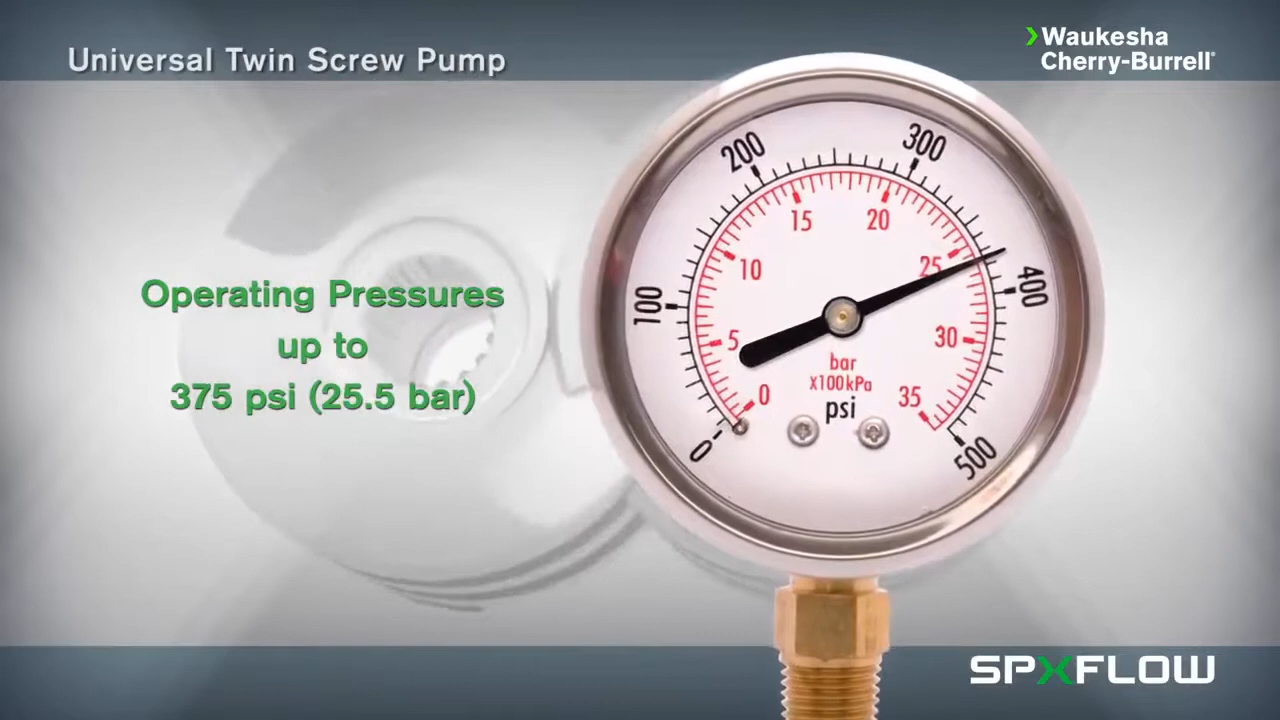 Universal Twin Screw Pump
Waukesha
Cherry-Burrell®
Operating Pressures
up to
375 psi (25.5 bar)
0
100
200
300
400
500
0
5
10
15
20
25
30
35
bar
X100kPa
psi
SPXFLOW